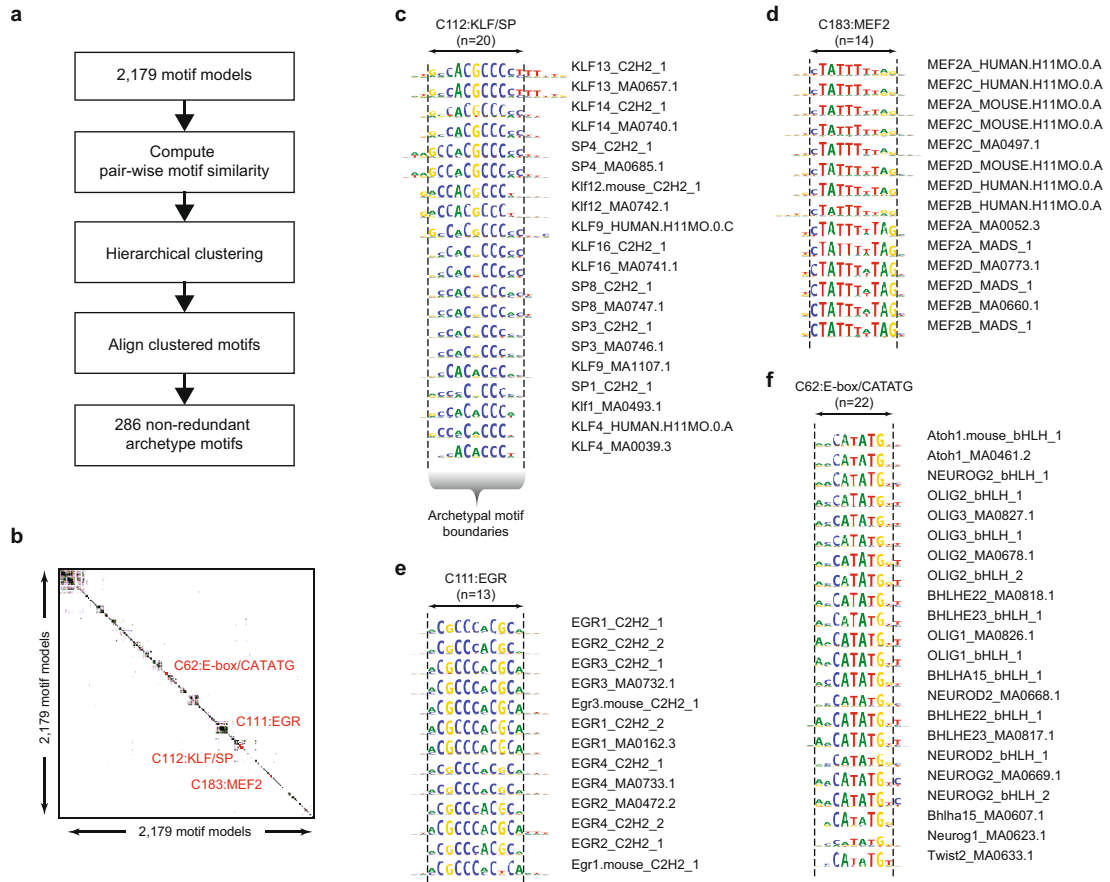 a
2,179 motif models
Compute
pair-wise motif similarity
Hierarchical clustering
Align clustered motifs
286 non-redundant
archetype motifs
b
2,179 motif models
C62:E-box/CATATG
C111:EGR
C112:KLF/SP
C183:MEF2
2,179 motif models
c
C112:KLF/SP
(n=20)
KLF13_C2H2_1
KLF13_MA0657.1
KLF14_C2H2_1
KLF14_MA0740.1
SP4_C2H2_1
SP4_MA0685.1
Klf12.mouse_C2H2_1
Klf12_MA0742.1
KLF9_HUMAN.H11MO.0.C
KLF16_C2H2_1
KLF16_MA0741.1
SP8_C2H2_1
SP8_MA0747.1
SP3_C2H2_1
SP3_MA0746.1
KLF9_MA1107.1
SP1_C2H2_1
Klf1_MA0493.1
KLF4_HUMAN.H11MO.0.A
KLF4_MA0039.3
Archetypal motif
boundaries
d
C183:MEF2
(n=14)
MEF2A_HUMAN.H11MO.0.A
MEF2C_HUMAN.H11MO.0.A
MEF2A_MOUSE.H11MO.0.A
MEF2C_MOUSE.H11MO.0.A
MEF2C_MA0497.1
MEF2D_MOUSE.H11MO.0.A
MEF2D_HUMAN.H11MO.0.A
MEF2B_HUMAN.H11MO.0.A
MEF2A_MA0052.3
MEF2A_MADS_1
MEF2D_MA0773.1
MEF2D_MADS_1
MEF2B_MA0660.1
MEF2B_MADS_1
e
C111:EGR
(n=13)
EGR1_C2H2_1
EGR2_C2H2_2
EGR3_C2H2_1
EGR3_MA0732.1
Egr3.mouse_C2H2_1
EGR1_C2H2_2
EGR1_MA0162.3
EGR4_C2H2_1
EGR4_MA0733.1
EGR2_MA0472.2
EGR4_C2H2_2
EGR2_C2H2_1
Egr1.mouse_C2H2_1
f
C62:E-box/CATATG
(n=22)
Atoh1.mouse_bHLH_1
Atoh1_MA0461.2
NEUROG2_bHLH_1
OLIG2_bHLH_1
OLIG3_MA0827.1
OLIG3_bHLH_1
OLIG2_MA0678.1
OLIG2_bHLH_2
BHLHE22_MA0818.1
BHLHE23_bHLH_1
OLIG1_MA0826.1
OLIG1_bHLH_1
BHLHA15_bHLH_1
NEUROD2_MA0668.1
BHLHE22_bHLH_1
BHLHE23_MA0817.1
NEUROD2_bHLH_1
NEUROG2_MA0669.1
NEUROG2_bHLH_2
Bhlha15_MA0607.1
Neurog1_MA0623.1
Twist2_MA0633.1